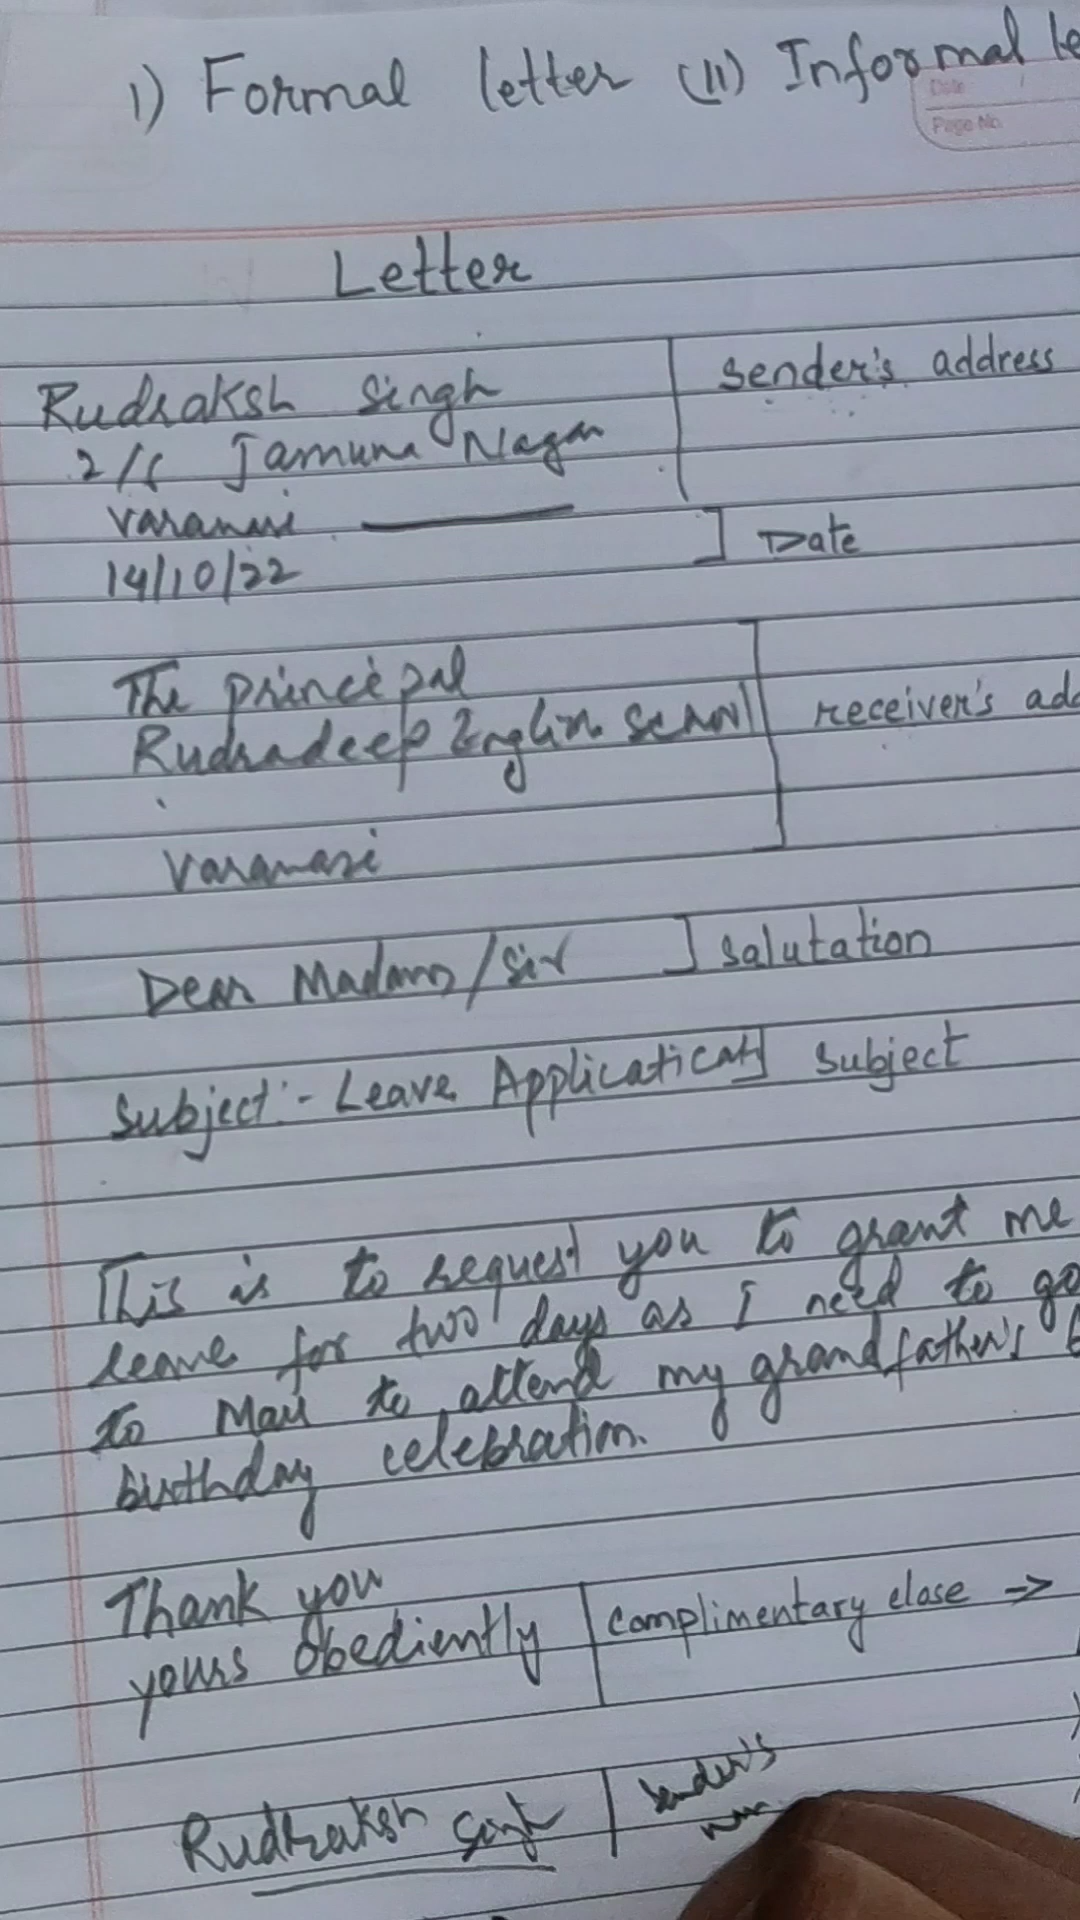 1) Formal letter (11) Informal le
Date
Page No.
Letter
Rudraksh Singh sender's address
2/ Jamuna Nagar
varanasi
14/10/22 Date
The principal
Rudradeep English School receiver's add
varanasi
Dear Madam/Sir Salutation
Subject:- Leave Application Subject
This is to request you to grant me
leave for two days as I need to go
to to attend my grandfather's
birthday celebration.
Thank you
yours obediently complimentary close →
Rudraksh Singh sender's